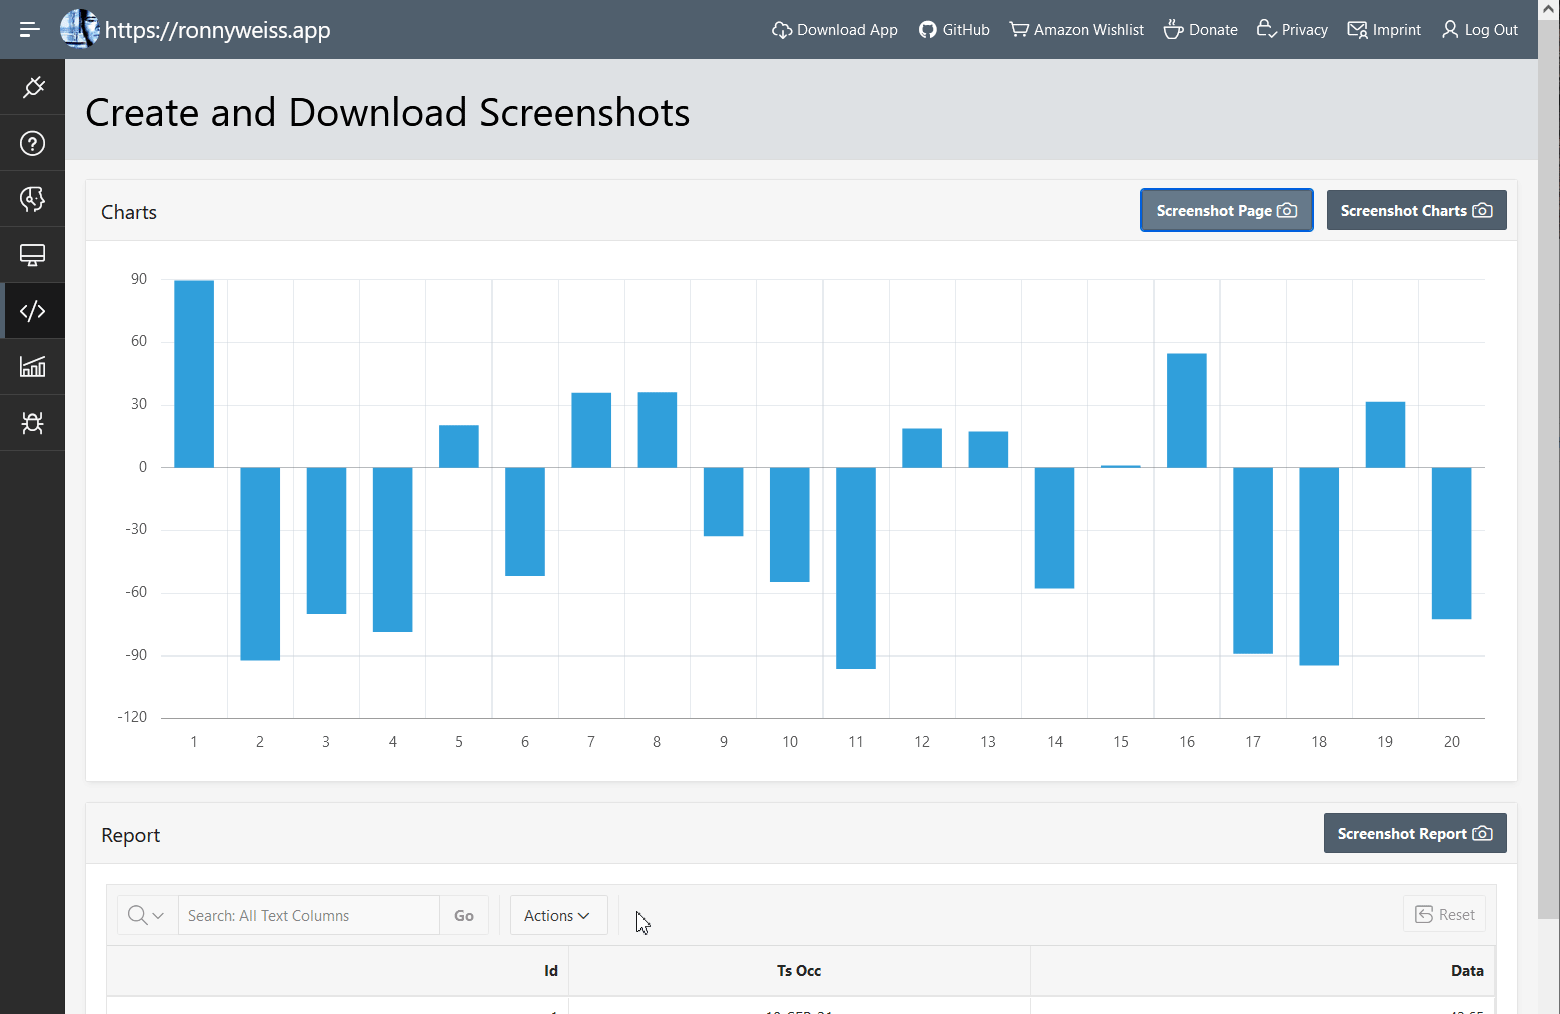 https://ronnyweiss.app Download App GitHub Amazon Wishlist Donate Privacy Imprint Log Out
Create and Download Screenshots
Charts Screenshot Page Screenshot Charts
90
60
30
0
-30
-60
-90
-120
1 2 3 4 5 6 7 8 9 10 11 12 13 14 15 16 17 18 19 20
Report Screenshot Report
Search: All Text Columns Go Actions Reset
Id Ts Occ Data